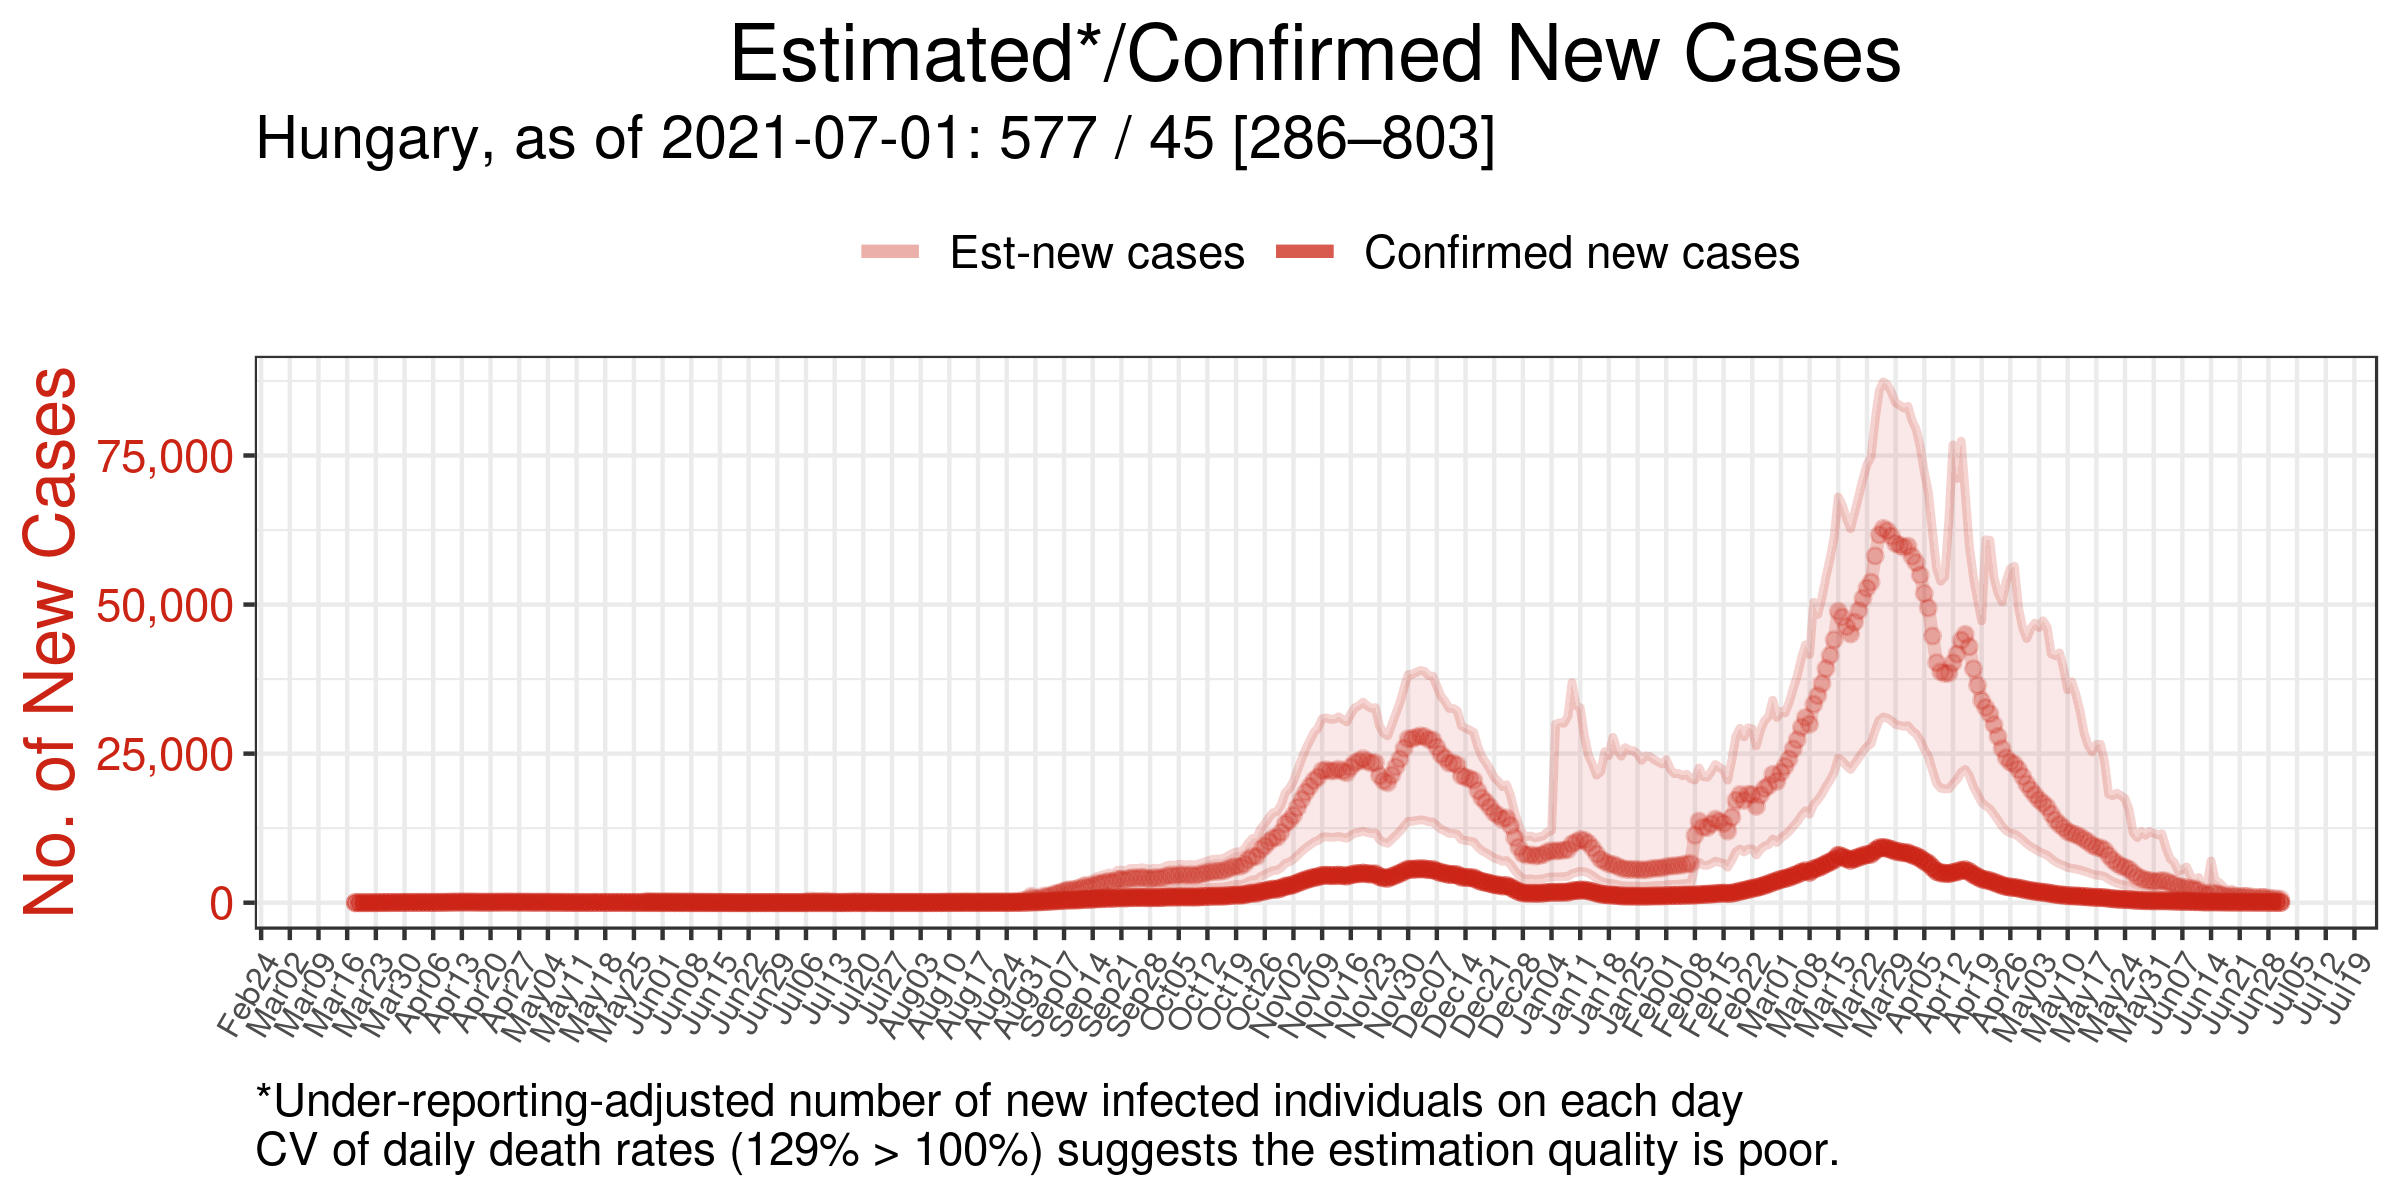 Estimated*/Confirmed New Cases
Hungary, as of 2021-07-01: 577 / 45 [286–803]
Est-new cases Confirmed new cases
No. of New Cases
75,000
50,000
25,000
0
Feb24 Mar02 Mar09 Mar16 Mar23 Mar30 Apr06 Apr13 Apr20 Apr27 May04 May11 May18 May25 Jun01 Jun08 Jun15 Jun22 Jun29 Jul06 Jul13 Jul20 Jul27 Aug03 Aug10 Aug17 Aug24 Aug31 Sep07 Sep14 Sep21 Sep28 Oct05 Oct12 Oct19 Oct26 Nov02 Nov09 Nov16 Nov23 Nov30 Dec07 Dec14 Dec21 Dec28 Jan04 Jan11 Jan18 Jan25 Feb01 Feb08 Feb15 Feb22 Mar01 Mar08 Mar15 Mar22 Mar29 Apr05 Apr12 Apr19 Apr26 May03 May10 May17 May24 May31 Jun07 Jun14 Jun21 Jun28 Jul05 Jul12 Jul19
*Under-reporting-adjusted number of new infected individuals on each day
CV of daily death rates (129% > 100%) suggests the estimation quality is poor.